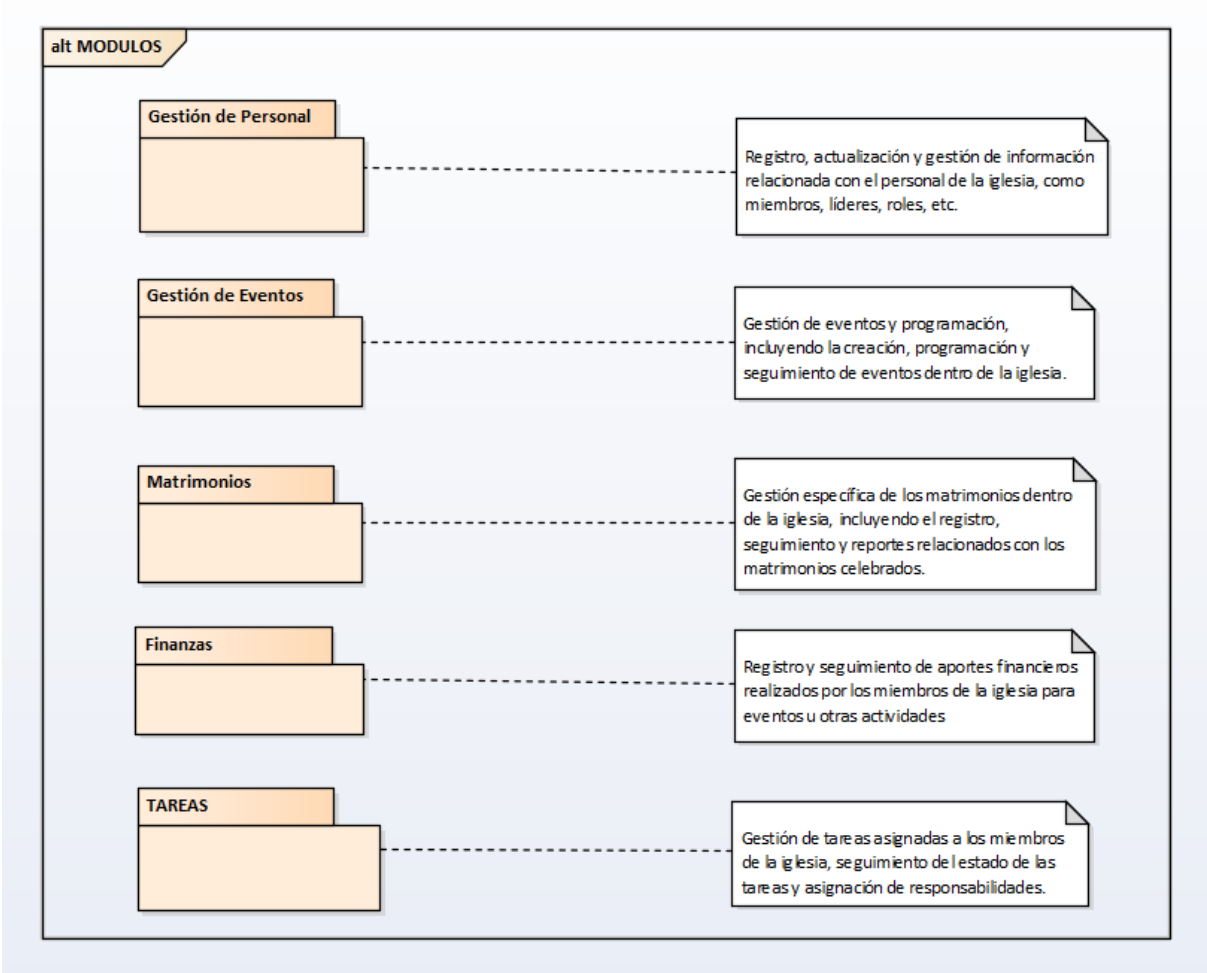 alt MODULOS
Gestión de Personal
Registro, actualización y gestión de información
relacionada con el personal de la iglesia, como
miembros, líderes, roles, etc.
Gestión de Eventos
Gestión de eventos y programación,
incluyendo la creación, programación y
seguimiento de eventos dentro de la iglesia.
Matrimonios
Gestión específica de los matrimonios dentro
de la iglesia, incluyendo el registro,
seguimiento y reportes relacionados con los
matrimonios celebrados.
Finanzas
Registro y seguimiento de aportes financieros
realizados por los miembros de la iglesia para
eventos u otras actividades
TAREAS
Gestión de tareas asignadas a los miembros
de la iglesia, seguimiento del estado de las
tareas y asignación de responsabilidades.